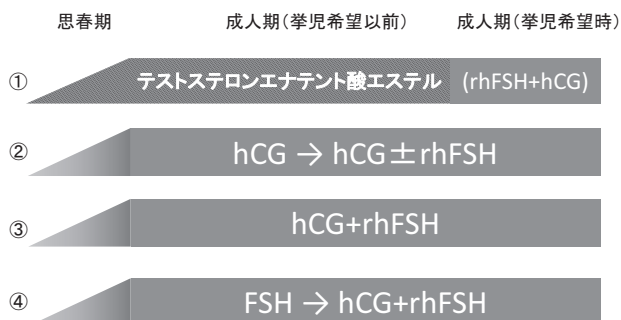 思春期 成人期(挙児希望以前) 成人期(挙児希望時)
① テストステロンエナテント酸エステル (rhFSH+hCG)
② hCG → hCG±rhFSH
③ hCG+rhFSH
④ FSH → hCG+rhFSH